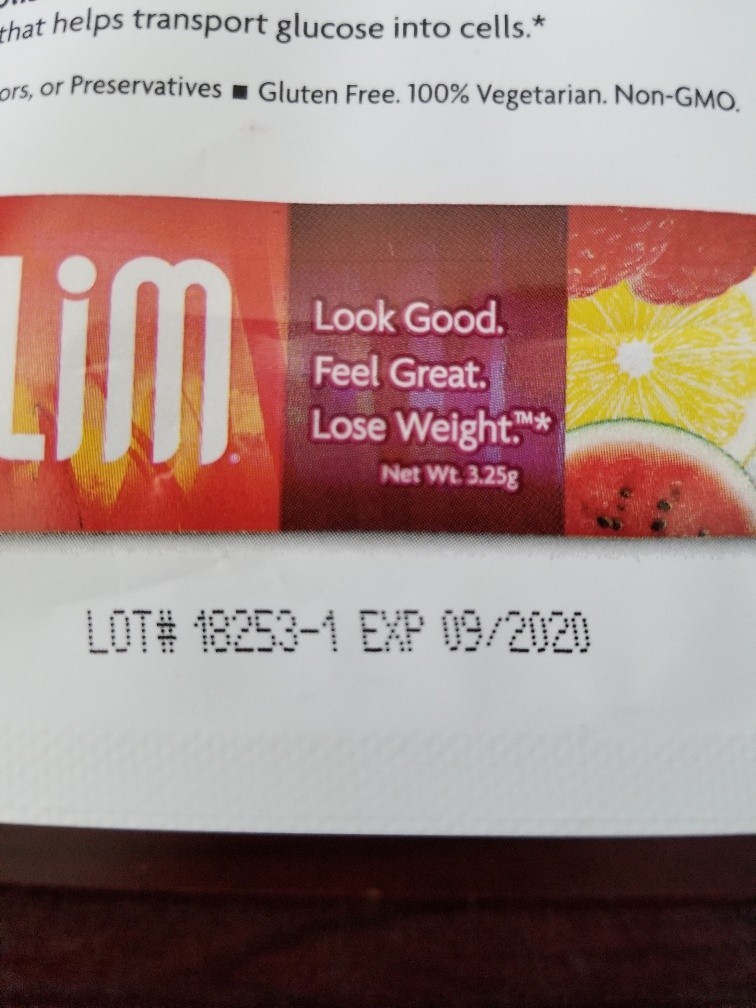 that helps transport glucose into cells.*
ors, or Preservatives ■ Gluten Free. 100% Vegetarian. Non-GMO.
LiM
Look Good.
Feel Great.
Lose Weight.™*
Net Wt. 3.25g
LOT# 18253-1 EXP 09/2020